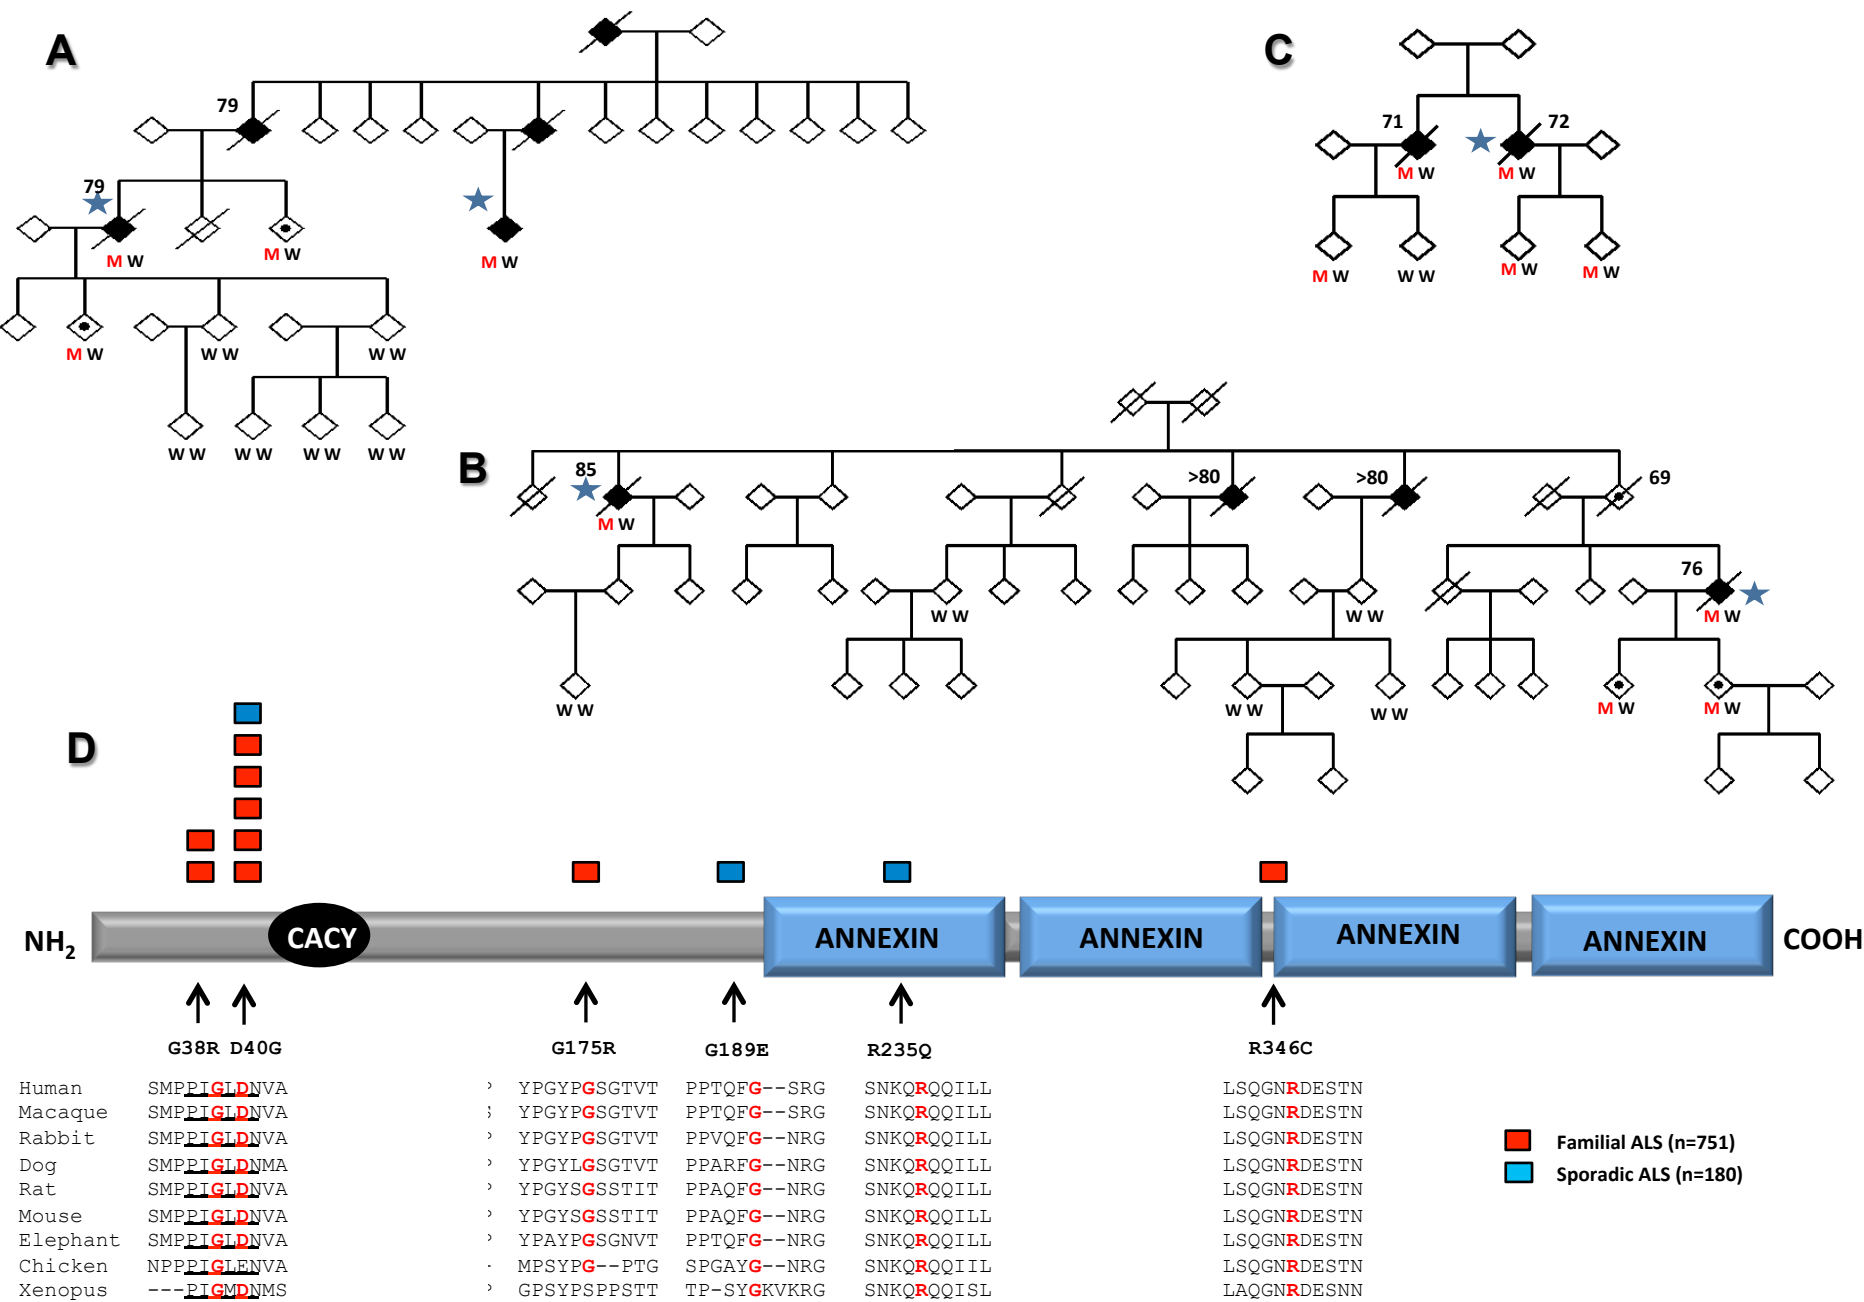 A
79
79
M W
M W
M W
M W
W W
W W
W W
W W
W W
W W
C
71
72
M W
M W
M W
W W
M W
M W
B
85
>80
>80
69
M W
76
W W
W W
M W
W W
W W
W W
M W
M W
D
NH2
CACY
ANNEXIN
ANNEXIN
ANNEXIN
ANNEXIN
COOH
G38R D40G G175R G189E R235Q R346C
Human SMPPIGLDNVA P YPGYPGSGTVT PPTQFG--SRG SNKQRQQILL LSQGNRDESTN
Macaque SMPPIGLDNVA YPGYPGSGTVT PPTQFG--SRG SNKQRQQILL LSQGNRDESTN
Rabbit SMPPIGLDNVA P YPGYPGSGTVT PPVQFG--NRG SNKQRQQILL LSQGNRDESTN
Dog SMPPIGLDNMA P YPGYLGSGTVT PPARFG--NRG SNKQRQQILL LSQGNRDESTN
Rat SMPPIGLDNVA P YPGYSGSSTIT PPAQFG--NRG SNKQRQQILL LSQGNRDESTN
Mouse SMPPIGLDNVA P YPGYSGSSTIT PPAQFG--NRG SNKQRQQILL LSQGNRDESTN
Elephant SMPPIGLDNVA P YPAYPGSGNVT PPTQFG--NRG SNKQRQQILL LSQGNRDESTN
Chicken NPPPIGLENVA - MPSYPG--PTG SPGAYG--NRG SNKQRQQIIL LSQGNRDESTN
Xenopus ---PIGMDNMS P GPSYPSPPSTT TP-SYGKVKRG SNKQRQQISL LAQGNRDESNN
Familial ALS (n=751)
Sporadic ALS (n=180)